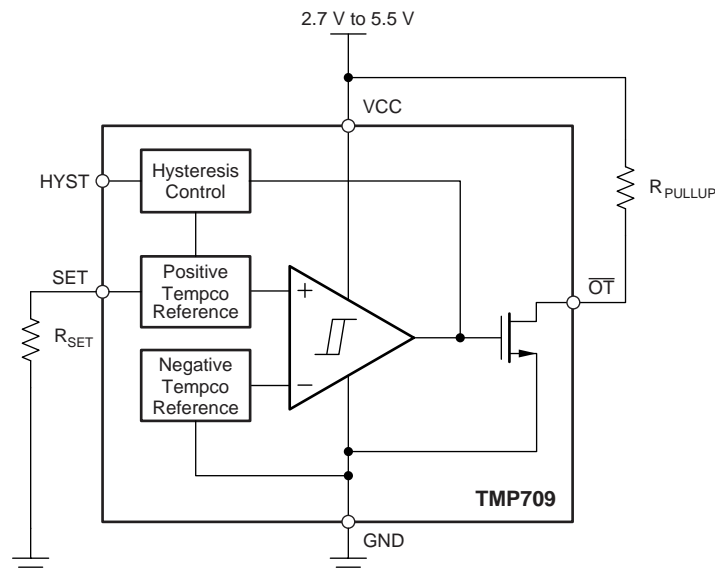 2.7 V to 5.5 V
VCC
HYST
Hysteresis
Control
R_PULLUP
SET
Positive
Tempco
Reference
+
OT
R_SET
Negative
Tempco
Reference
−
TMP709
GND